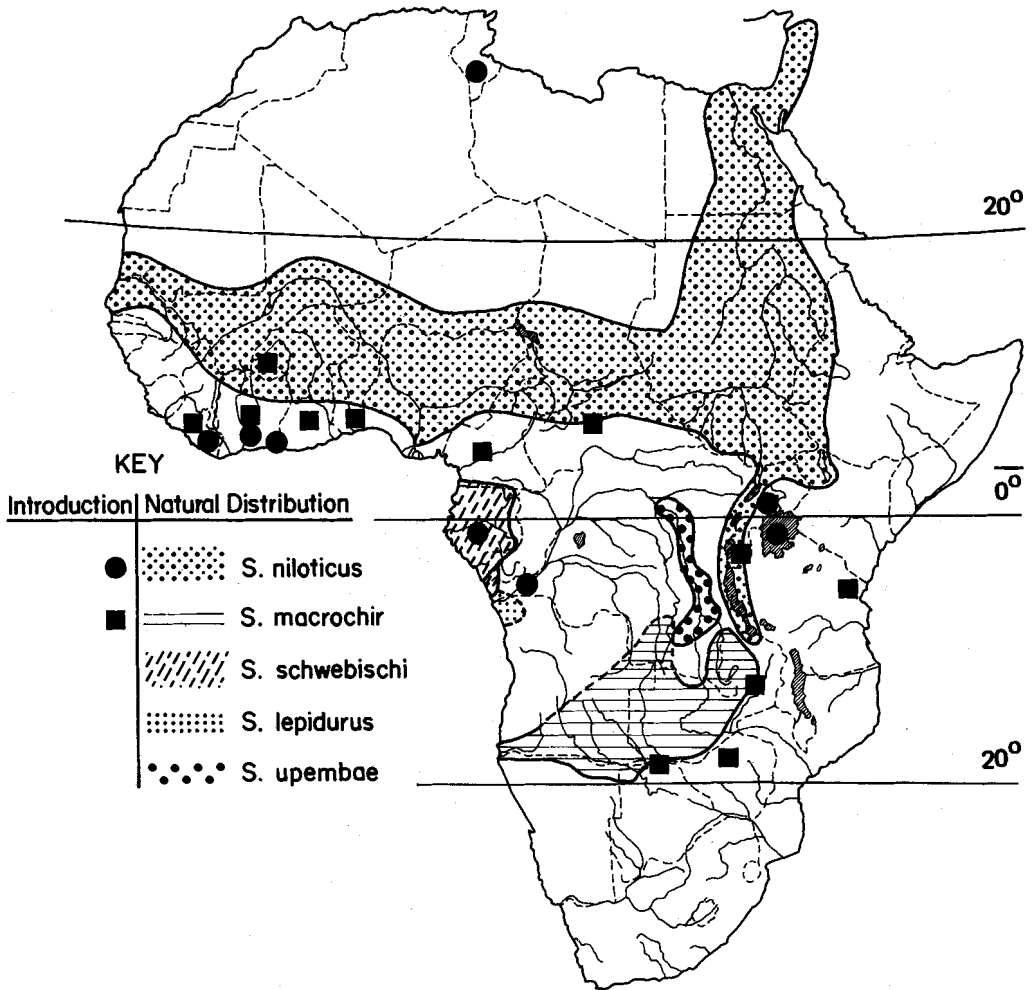 20°
0°
20°
KEY
Introduction Natural Distribution
S. niloticus
S. macrochir
S. schwebischi
S. lepidurus
S. upembae